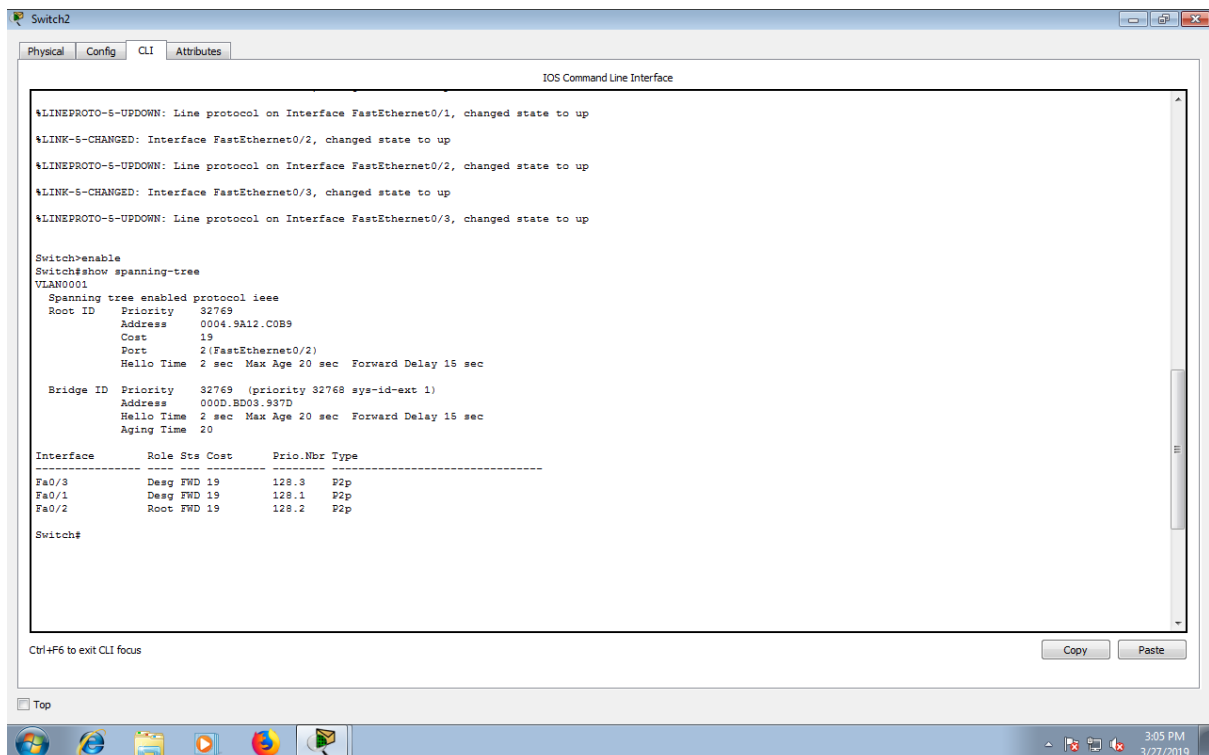 Switch2
Physical Config CLI Attributes
IOS Command Line Interface
%LINEPROTO-5-UPDOWN: Line protocol on Interface FastEthernet0/1, changed state to up
%LINK-5-CHANGED: Interface FastEthernet0/2, changed state to up
%LINEPROTO-5-UPDOWN: Line protocol on Interface FastEthernet0/2, changed state to up
%LINK-5-CHANGED: Interface FastEthernet0/3, changed state to up
%LINEPROTO-5-UPDOWN: Line protocol on Interface FastEthernet0/3, changed state to up
Switch>enable
Switch#show spanning-tree
VLAN0001
Spanning tree enabled protocol ieee
Root ID Priority 32769
Address 0004.9A12.C0B9
Cost 19
Port 2(FastEthernet0/2)
Hello Time 2 sec Max Age 20 sec Forward Delay 15 sec
Bridge ID Priority 32769 (priority 32768 sys-id-ext 1)
Address 000D.BD03.937D
Hello Time 2 sec Max Age 20 sec Forward Delay 15 sec
Aging Time 20
Interface Role Sts Cost Prio.Nbr Type
---------------- ---- --- --------- -------- --------------------------------
Fa0/3 Desg FWD 19 128.3 P2p
Fa0/1 Desg FWD 19 128.1 P2p
Fa0/2 Root FWD 19 128.2 P2p
Switch#
Ctrl+F6 to exit CLI focus
Copy Paste
Top
3:05 PM
3/27/2019